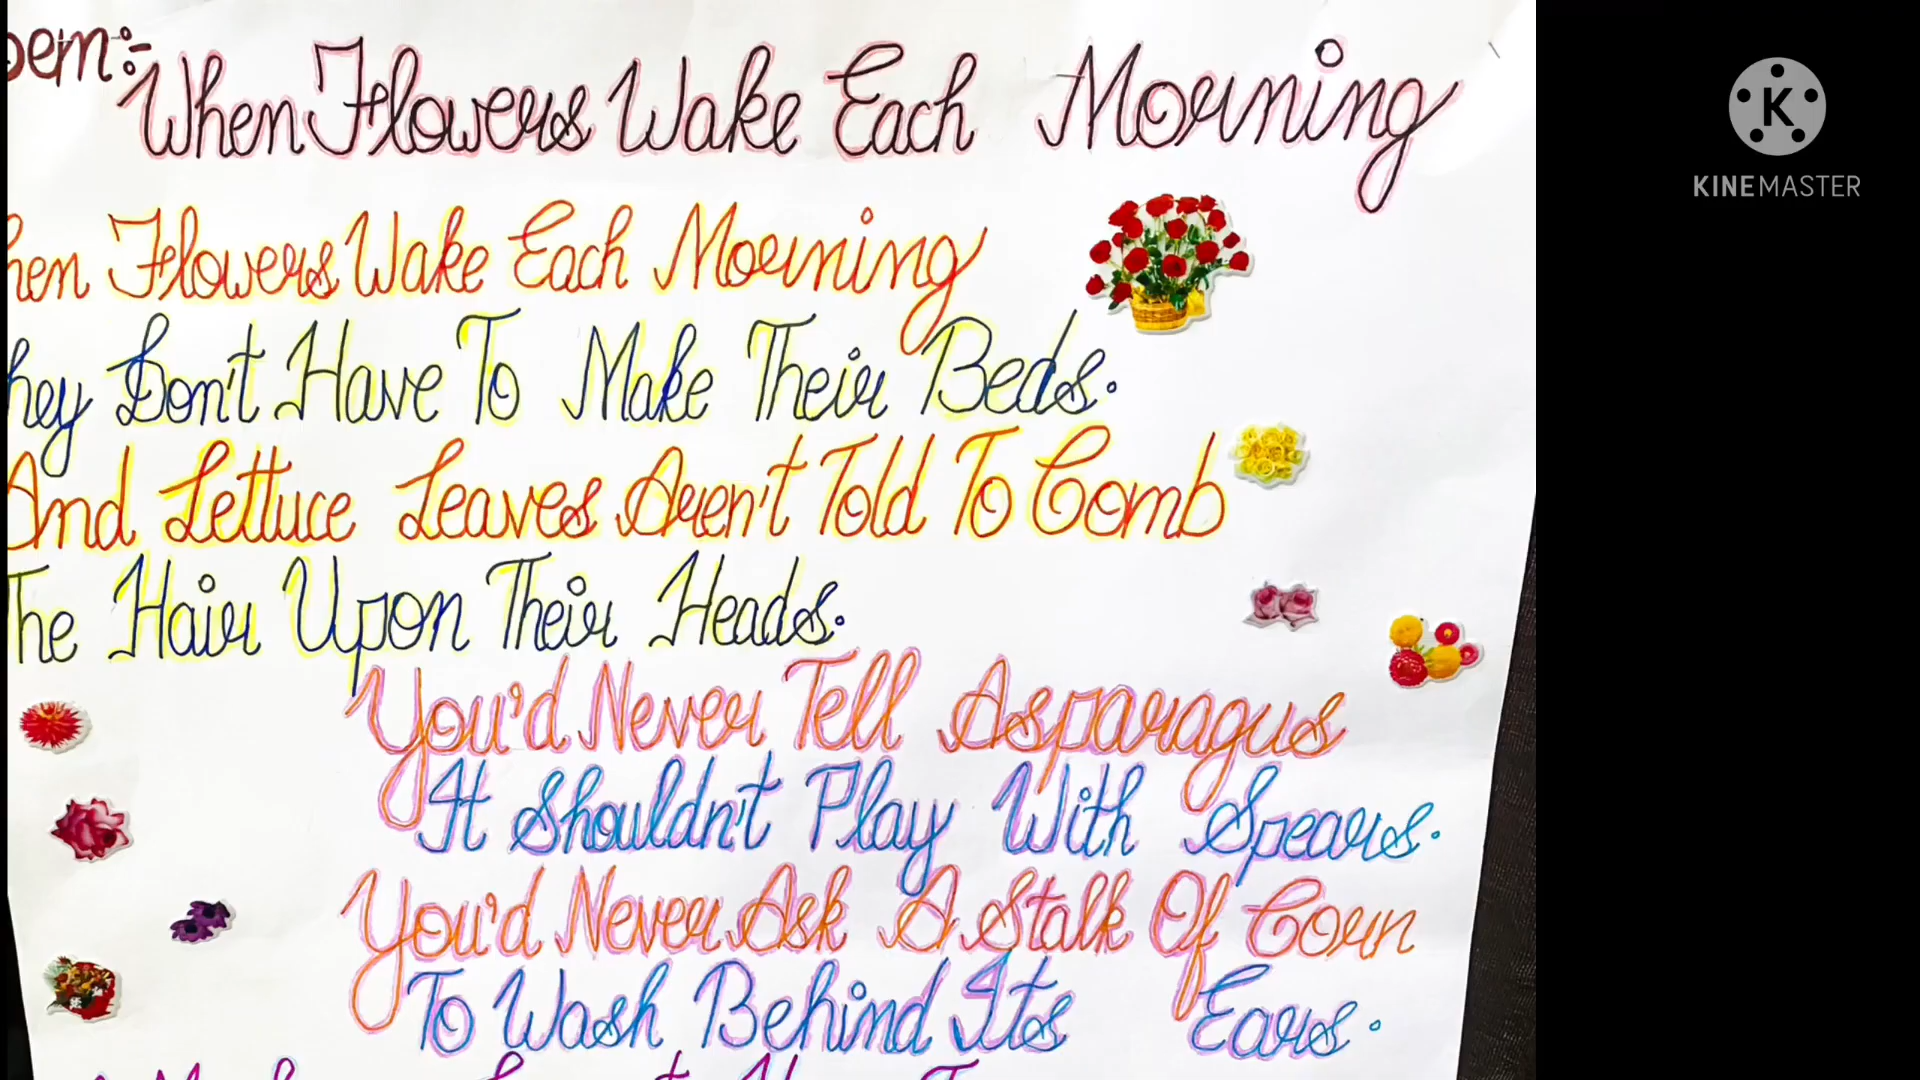 oem:-
When Flowers Wake Each Morning
hen Flowers Wake Each Morning
hey Don't Have To Make Their Beds.
And Lettuce Leaves Aren't Told To Comb
The Hair Upon Their Heads.
You'd Never Tell Asparagus
It Shouldn't Play With Spears.
You'd Never Ask A Stalk Of Corn
To Wash Behind Its Ears.
K
KINEMASTER